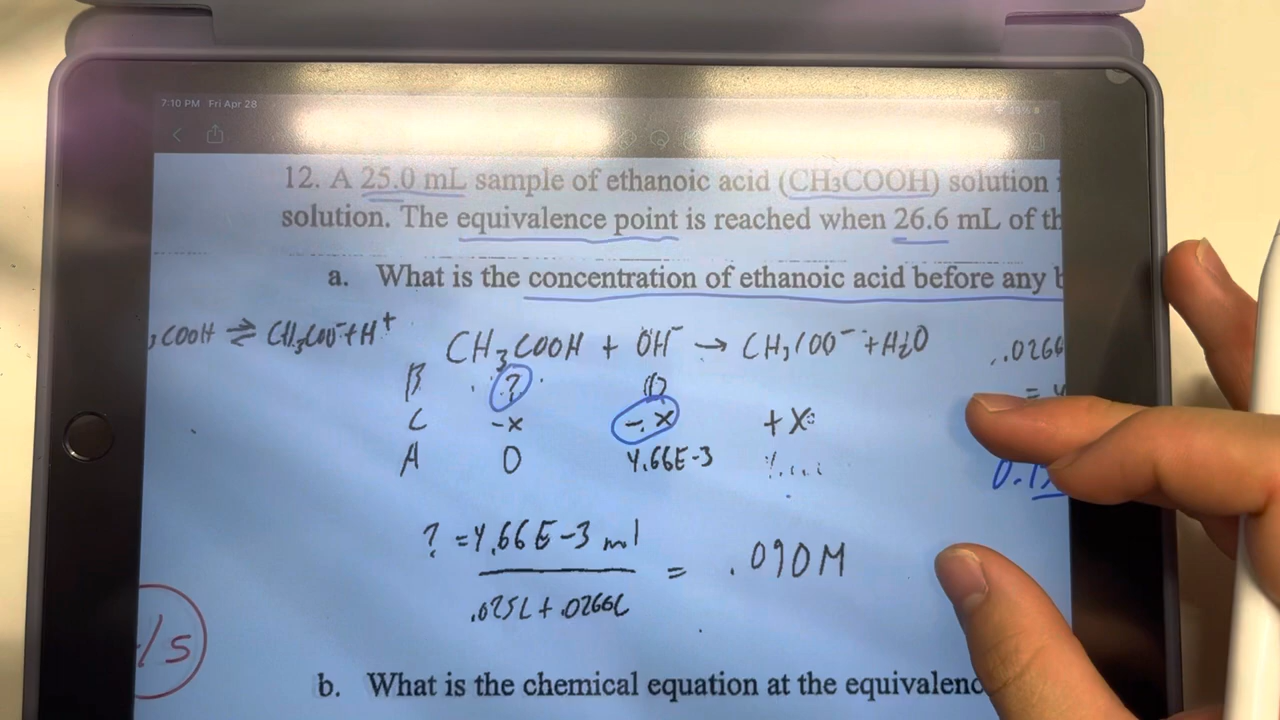 7:10 PM Fri Apr 28
12. A 25.0 mL sample of ethanoic acid (CH₃COOH) solution
solution. The equivalence point is reached when 26.6 mL of th
a. What is the concentration of ethanoic acid before any b
COOH ⇌ CH₃COO⁻+H⁺
CH₃COOH + OH⁻ → CH₃COO⁻ +H₂O
.0266
B ?
C -X -X +X
A 0 4.66E-3
? = 4.66E-3 mol
.025L + .0266L
= .090M
/5
b. What is the chemical equation at the equivalenc